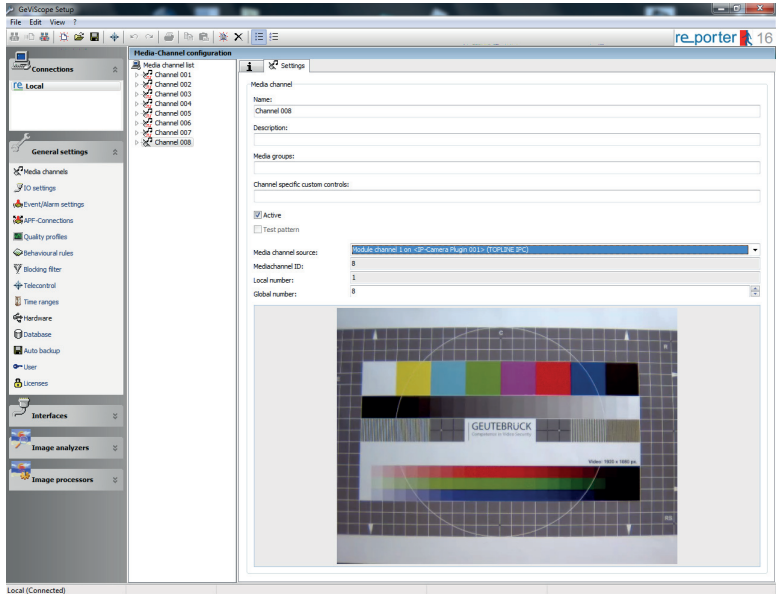 GeViScope Setup
File Edit View ?
re_porter 16
Connections
re Local
General settings
Media channels
IO settings
Event/Alarm settings
APF-Connections
Quality profiles
Behavioural rules
Blocking filter
Telecontrol
Time ranges
Hardware
Database
Auto backup
User
Licenses
Interfaces
Image analyzers
Image processors
Media-Channel configuration
Media channel list
Channel 001
Channel 002
Channel 003
Channel 004
Channel 005
Channel 006
Channel 007
Channel 008
i Settings
Media channel
Name:
Channel 008
Description:
Media groups:
Channel specific custom controls:
Active
Test pattern
Media channel source: Module channel 1 on <IP-Camera Plugin 001> (TOPLINE IPC)
Mediachannel ID: 8
Local number: 1
Global number: 8
GEUTEBRUCK
Local (Connected)